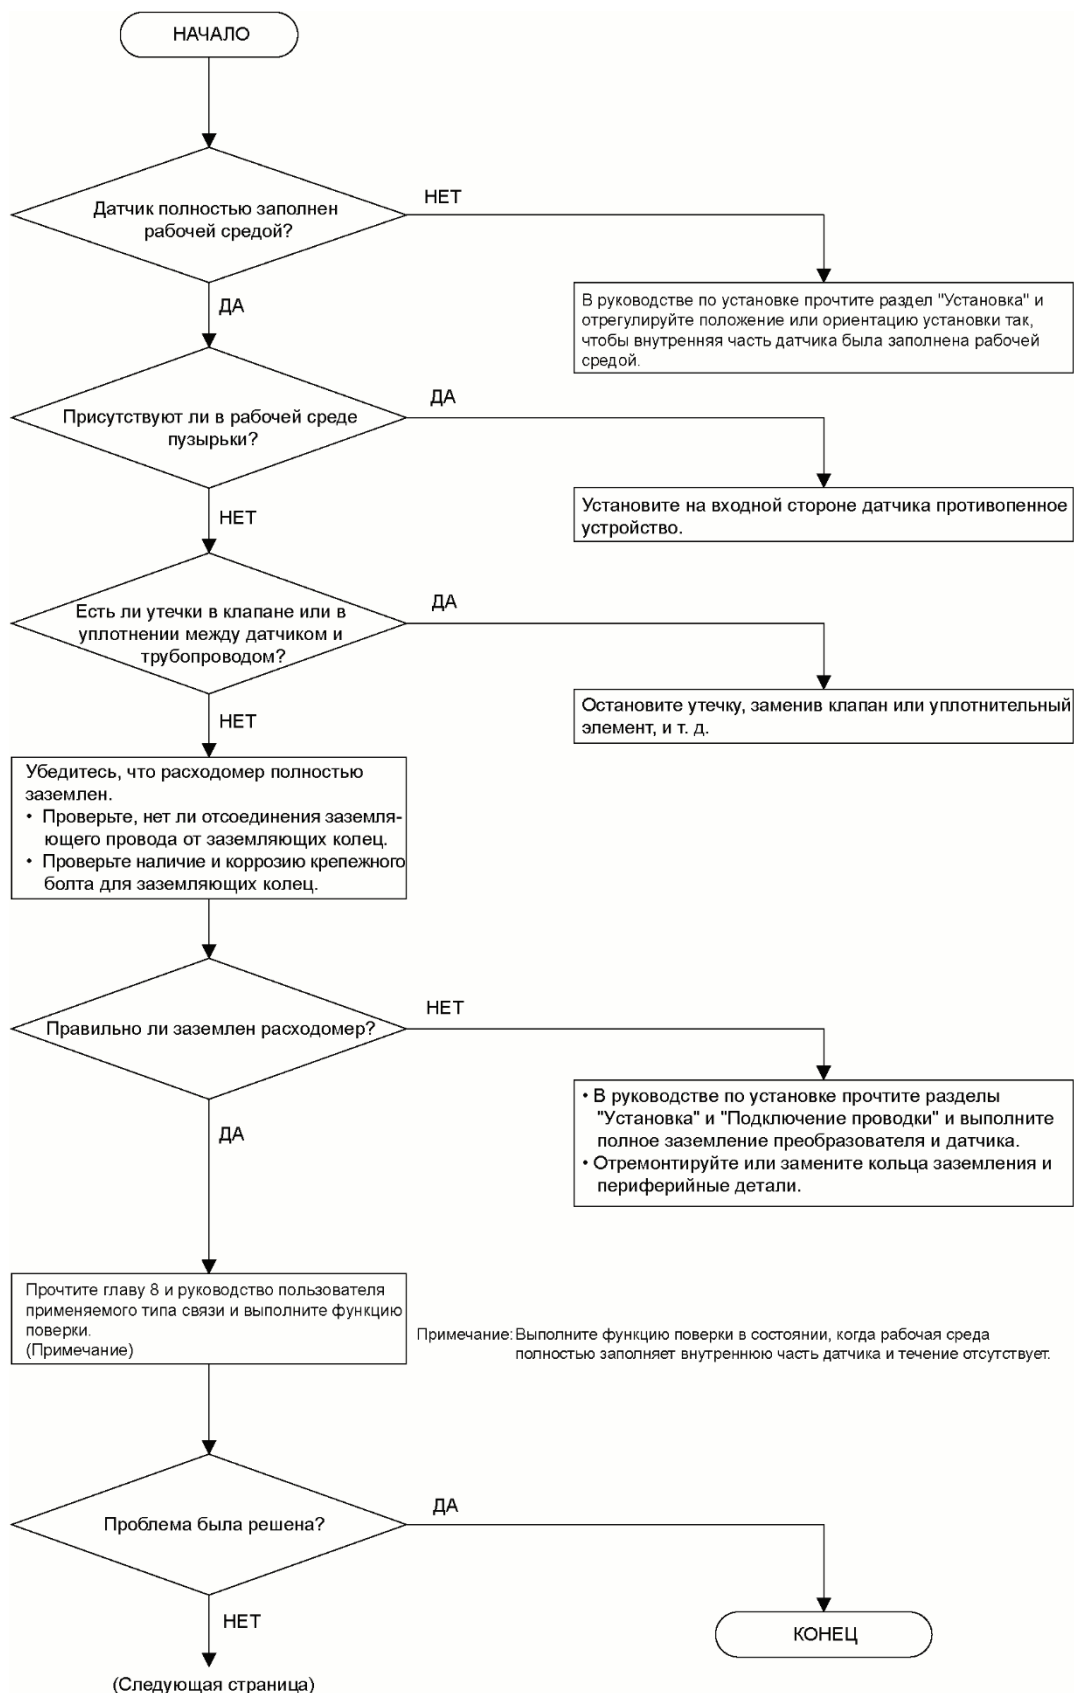 НАЧАЛО
Датчик полностью заполнен
рабочей средой?
НЕТ
В руководстве по установке прочтите раздел "Установка" и
отрегулируйте положение или ориентацию установки так,
чтобы внутренняя часть датчика была заполнена рабочей
средой.
ДА
Присутствуют ли в рабочей среде
пузырьки?
ДА
Установите на входной стороне датчика противопенное
устройство.
НЕТ
Есть ли утечки в клапане или в
уплотнении между датчиком и
трубопроводом?
ДА
Остановите утечку, заменив клапан или уплотнительный
элемент, и т. д.
НЕТ
Убедитесь, что расходомер полностью
заземлен.
• Проверьте, нет ли отсоединения заземля-
ющего провода от заземляющих колец.
• Проверьте наличие и коррозию крепежного
болта для заземляющих колец.
Правильно ли заземлен расходомер?
НЕТ
• В руководстве по установке прочтите разделы
"Установка" и "Подключение проводки" и выполните
полное заземление преобразователя и датчика.
• Отремонтируйте или замените кольца заземления и
периферийные детали.
ДА
Прочтите главу 8 и руководство пользователя
применяемого типа связи и выполните функцию
поверки.
(Примечание)
Примечание: Выполните функцию поверки в состоянии, когда рабочая среда
полностью заполняет внутреннюю часть датчика и течение отсутствует.
Проблема была решена?
ДА
КОНЕЦ
НЕТ
(Следующая страница)